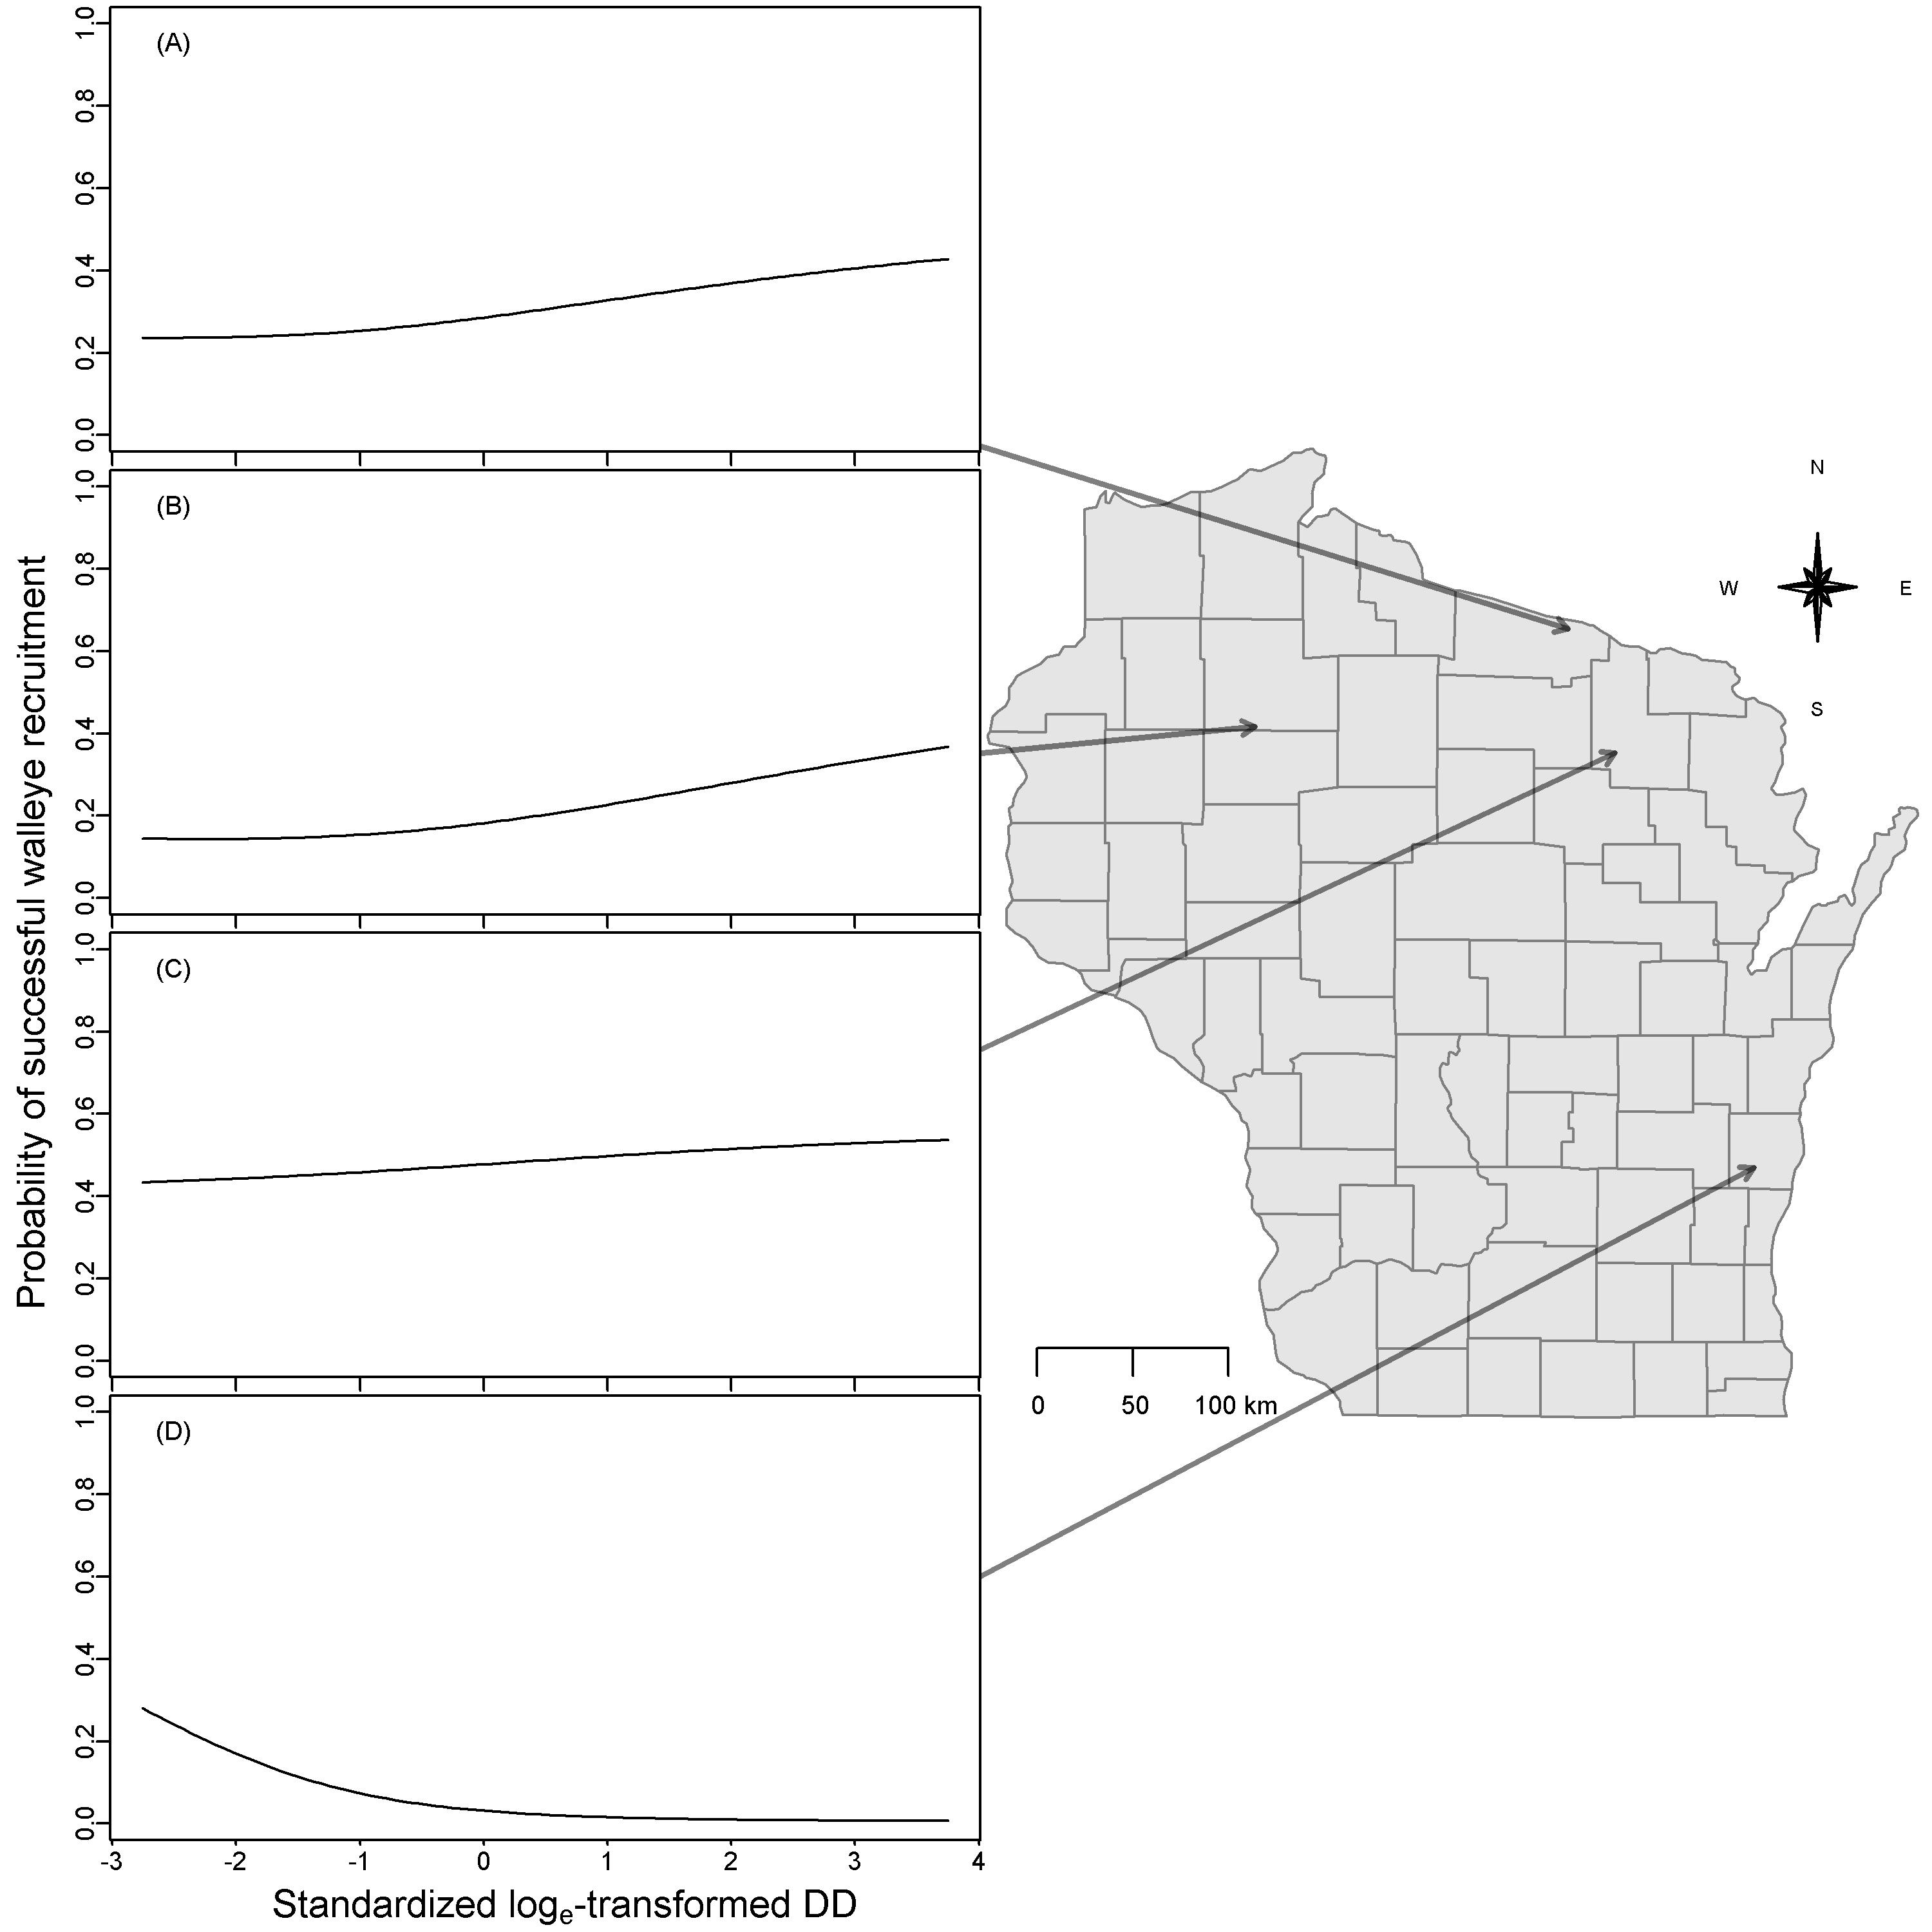 (A)
1.0
0.8
0.6
0.4
0.2
0.0
(B)
1.0
0.8
0.6
0.4
0.2
0.0
(C)
1.0
0.8
0.6
0.4
0.2
0.0
(D)
1.0
0.8
0.6
0.4
0.2
0.0
-3 -2 -1 0 1 2 3 4
Standardized logₑ-transformed DD
Probability of successful walleye recruitment
N
W E
S
0 50 100 km